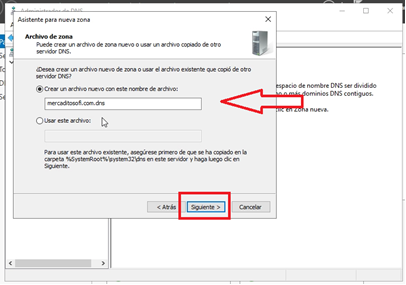 Administrador de DNS
Asistente para nueva zona
Archivo de zona
Puede crear un archivo de zona nuevo o usar un archivo copiado de otro
servidor DNS.
¿Desea crear un archivo nuevo de zona o usar el archivo existente que copió de otro
servidor DNS?
Crear un archivo nuevo con este nombre de archivo:
mercaditosofi.com.dns
Usar este archivo:
Para usar este archivo existente, asegúrese primero de que se ha copiado en la
carpeta %SystemRoot%\system32\dns en este servidor y haga luego clic en
Siguiente.
< Atrás
Siguiente >
Cancelar
espacio de nombre DNS ser dividido
o más dominios DNS contiguos.
clic en Zona nueva.